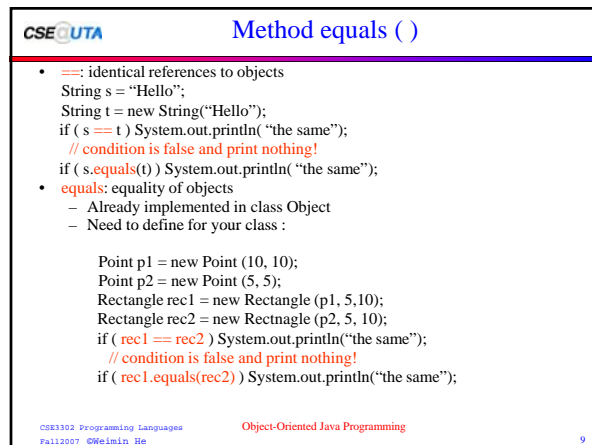 CSE@UTA
Method equals ( )
• ==: identical references to objects
String s = “Hello”;
String t = new String(“Hello”);
if ( s == t ) System.out.println( “the same”);
// condition is false and print nothing!
if ( s.equals(t) ) System.out.println( “the same”);
• equals: equality of objects
– Already implemented in class Object
– Need to define for your class :
Point p1 = new Point (10, 10);
Point p2 = new Point (5, 5);
Rectangle rec1 = new Rectangle (p1, 5,10);
Rectangle rec2 = new Rectnagle (p2, 5, 10);
if ( rec1 == rec2 ) System.out.println(“the same”);
// condition is false and print nothing!
if ( rec1.equals(rec2) ) System.out.println(“the same”);
CSE3302 Programming Languages
Fall2007 ©Weimin He
Object-Oriented Java Programming
9